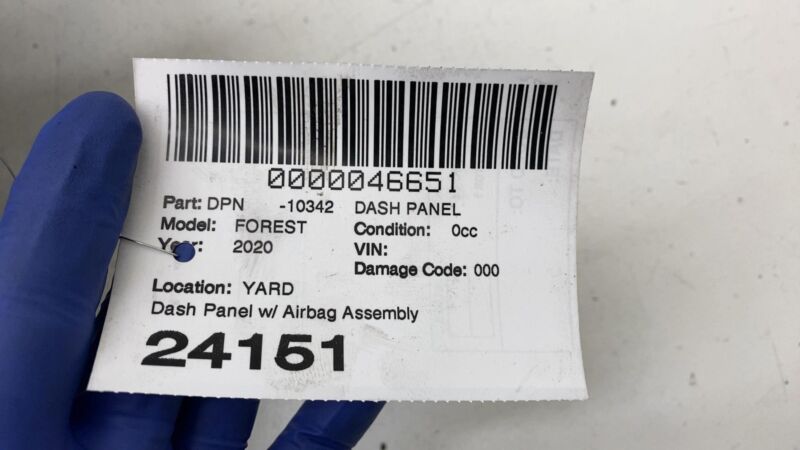 0000046651
Part: DPN -10342 DASH PANEL
Model: FOREST Condition: 0cc
Year: 2020 VIN:
Damage Code: 000
Location: YARD
Dash Panel w/ Airbag Assembly
24151